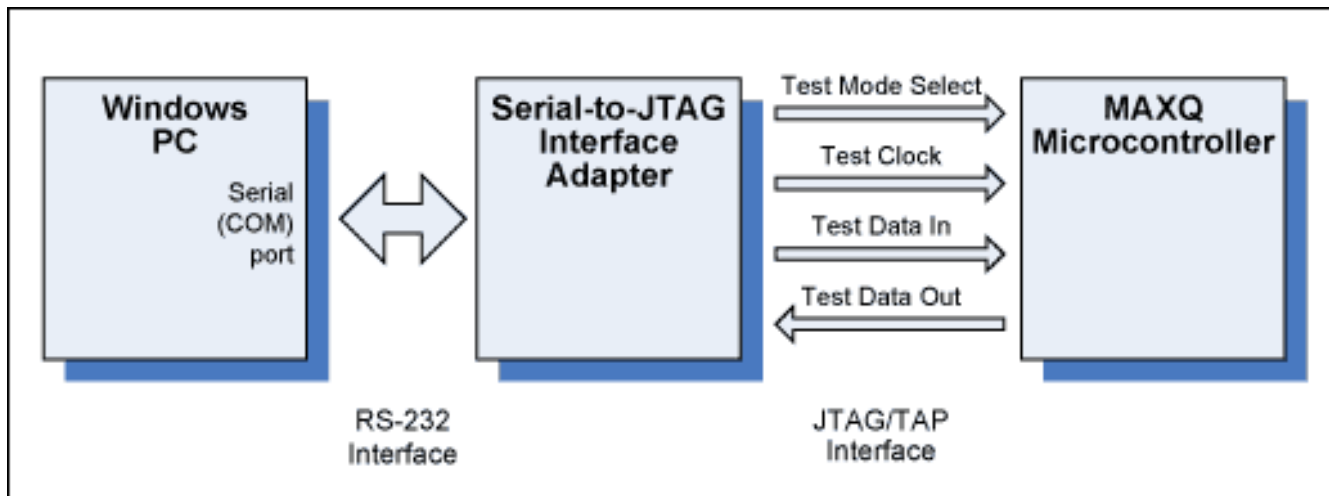 Windows
PC
Serial
(COM)
port
RS-232
Interface
Serial-to-JTAG
Interface
Adapter
Test Mode Select
Test Clock
Test Data In
Test Data Out
JTAG/TAP
Interface
MAXQ
Microcontroller